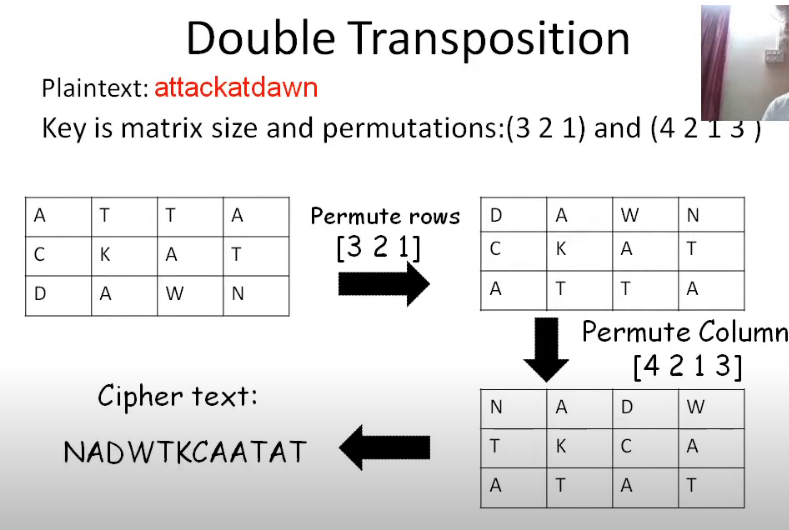 Double Transposition
Plaintext: attackatdawn
Key is matrix size and permutations:(3 2 1) and (4 2 1 3 )
A T T A
C K A T
D A W N
Permute rows
[3 2 1]
D A W N
C K A T
A T T A
Permute Column
[4 2 1 3]
N A D W
T K C A
A T A T
Cipher text:
NADWTKCAATAT